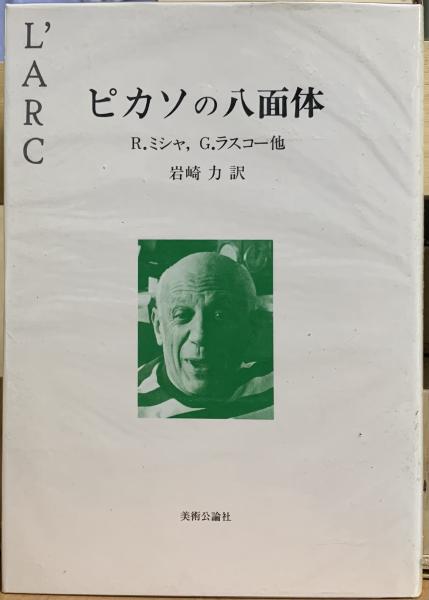 L'ARC
ピカソの八面体
R.ミシャ, G.ラスコー他
岩崎 力 訳
美術公論社